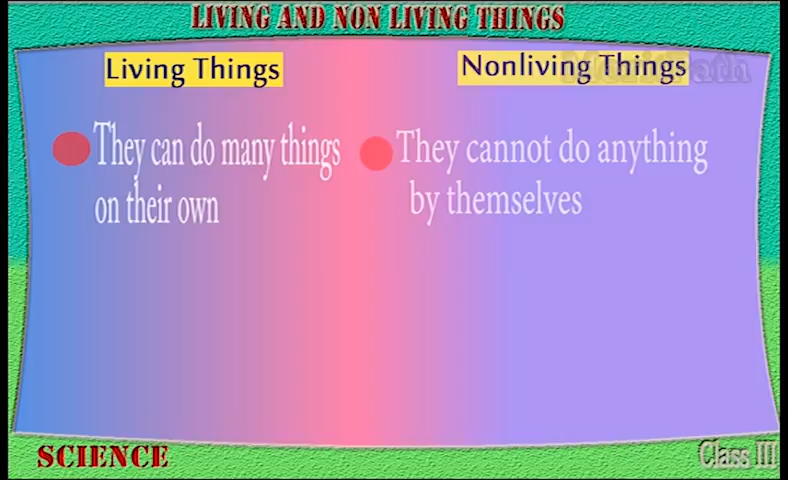 LIVING AND NON LIVING THINGS
Living Things
Nonliving Things
They can do many things
on their own
They cannot do anything
by themselves
SCIENCE
Class III